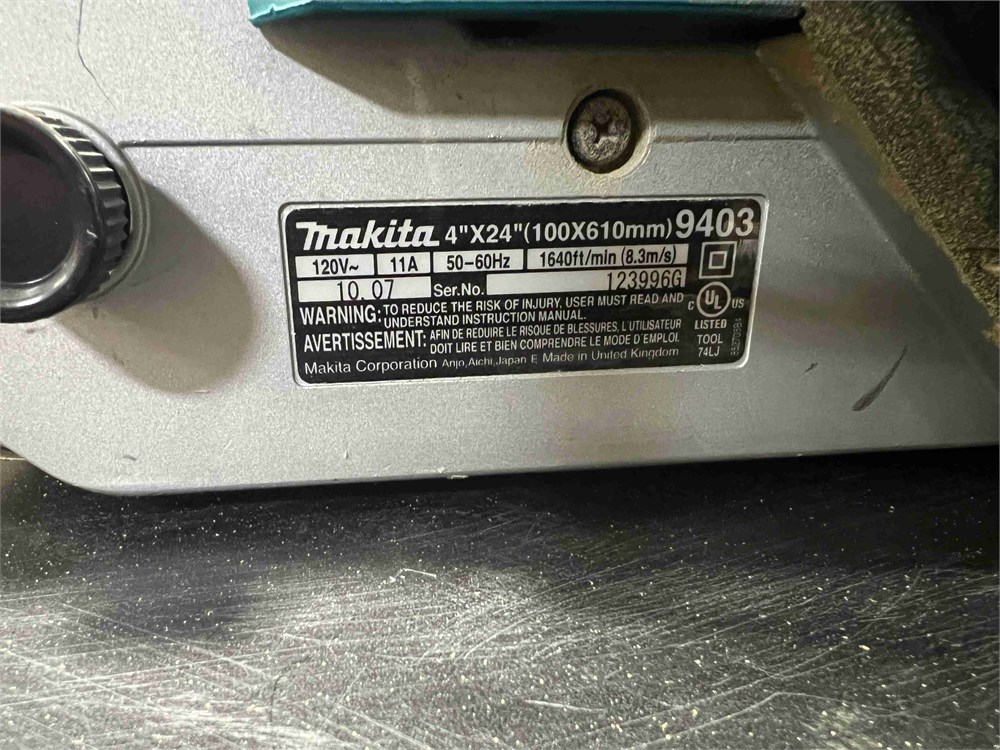 makita 4"X24"(100X610mm) 9403
120V~ 11A 50-60Hz 1640ft/min (8.3m/s)
10.07 Ser.No. 123996G
WARNING: TO REDUCE THE RISK OF INJURY, USER MUST READ AND
UNDERSTAND INSTRUCTION MANUAL.
AVERTISSEMENT: AFIN DE REDUIRE LE RISQUE DE BLESSURES, L'UTILISATEUR
DOIT LIRE ET BIEN COMPRENDRE LE MODE D'EMPLOI.
Makita Corporation Anjo, Aichi, Japan E Made in United Kingdom
C UL US
LISTED
TOOL
74LJ